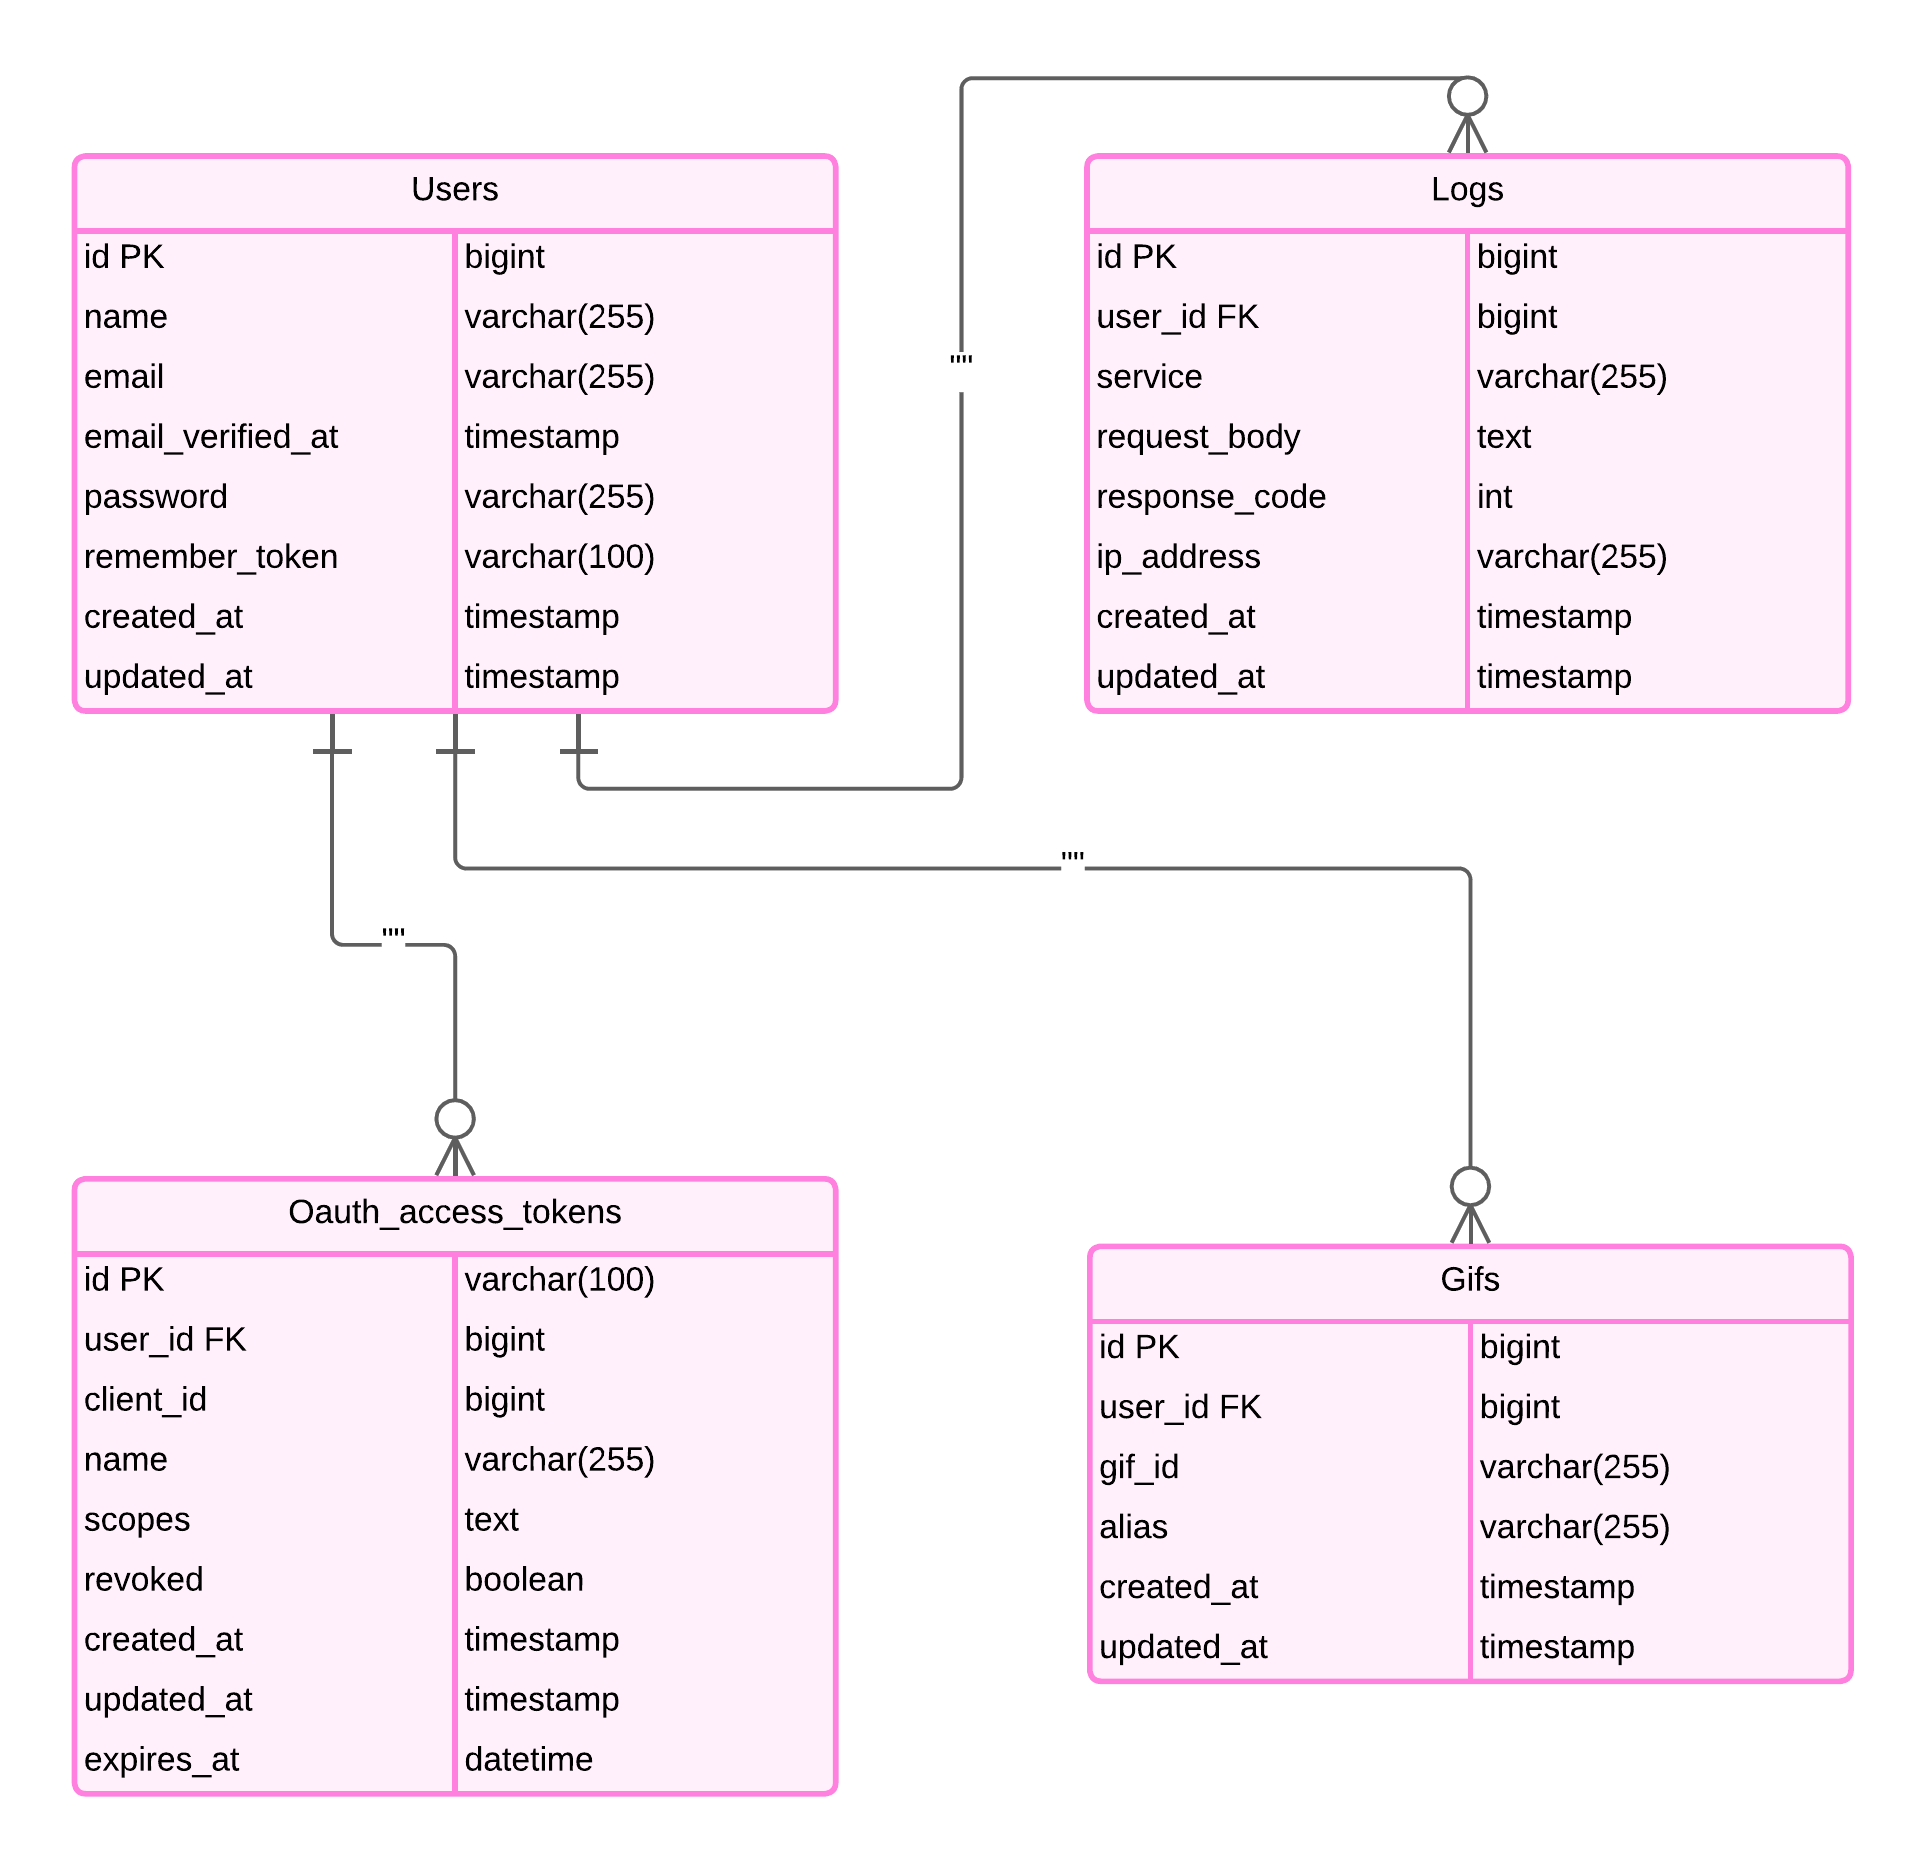 Users
id PK bigint
name varchar(255)
email varchar(255)
email_verified_at timestamp
password varchar(255)
remember_token varchar(100)
created_at timestamp
updated_at timestamp
""
Logs
id PK bigint
user_id FK bigint
service varchar(255)
request_body text
response_code int
ip_address varchar(255)
created_at timestamp
updated_at timestamp
""
""
Oauth_access_tokens
id PK varchar(100)
user_id FK bigint
client_id bigint
name varchar(255)
scopes text
revoked boolean
created_at timestamp
updated_at timestamp
expires_at datetime
Gifs
id PK bigint
user_id FK bigint
gif_id varchar(255)
alias varchar(255)
created_at timestamp
updated_at timestamp